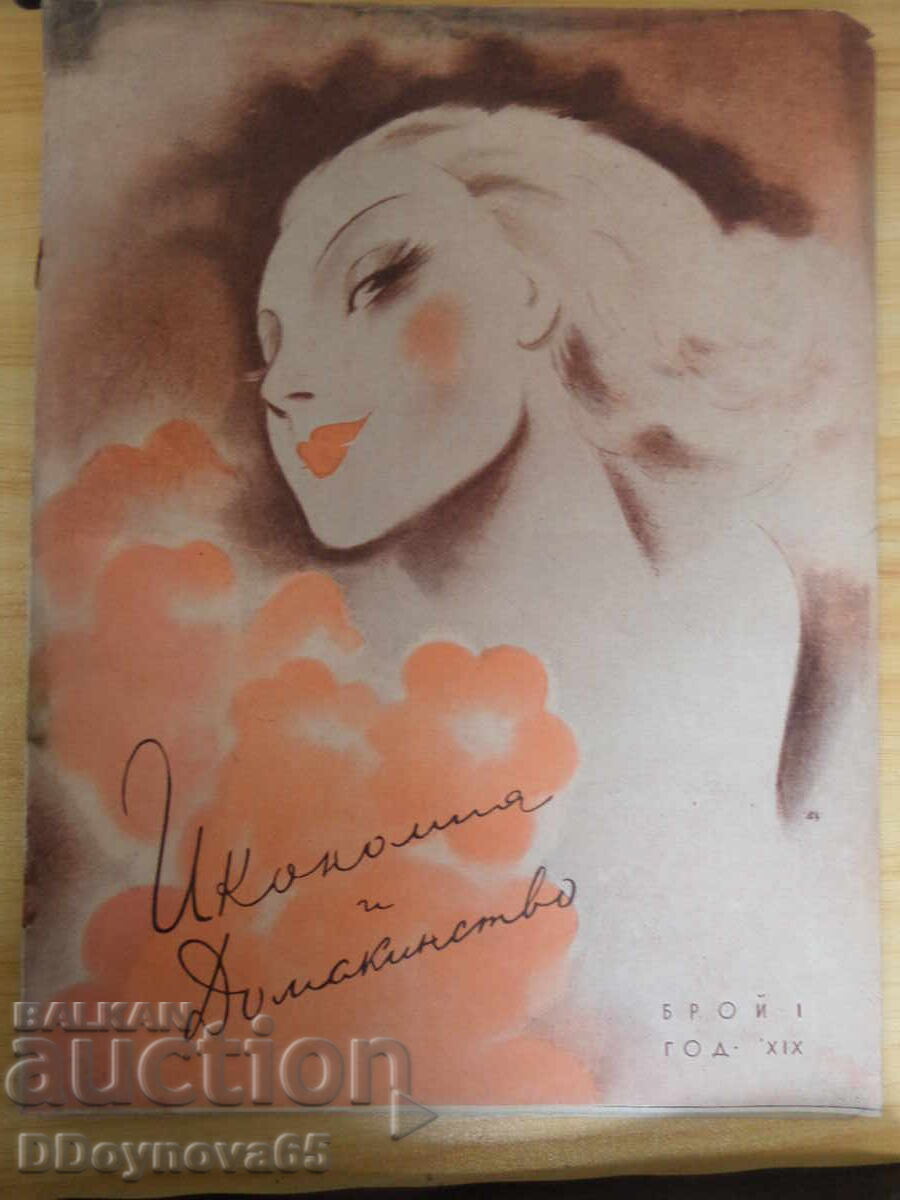 Икономия
и
Домакинство
БРОЙ 1
ГОД· XIX
BALKAN
auction
DDoynova65